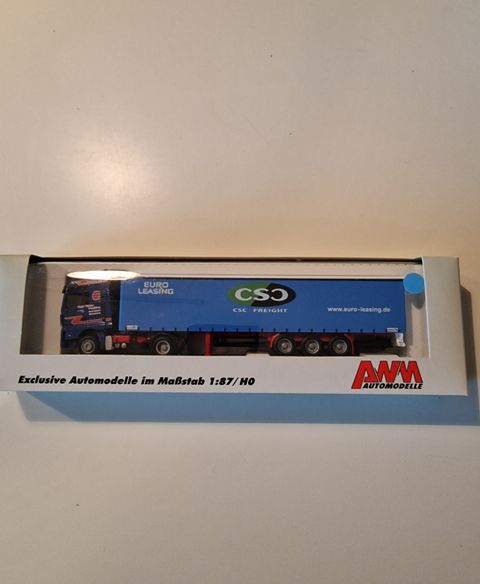 EURO
LEASING
CSC
CSC FREIGHT
www.euro-leasing.de
Exclusive Automodelle im Maßstab 1:87/H0
AWM
AUTOMODELLE